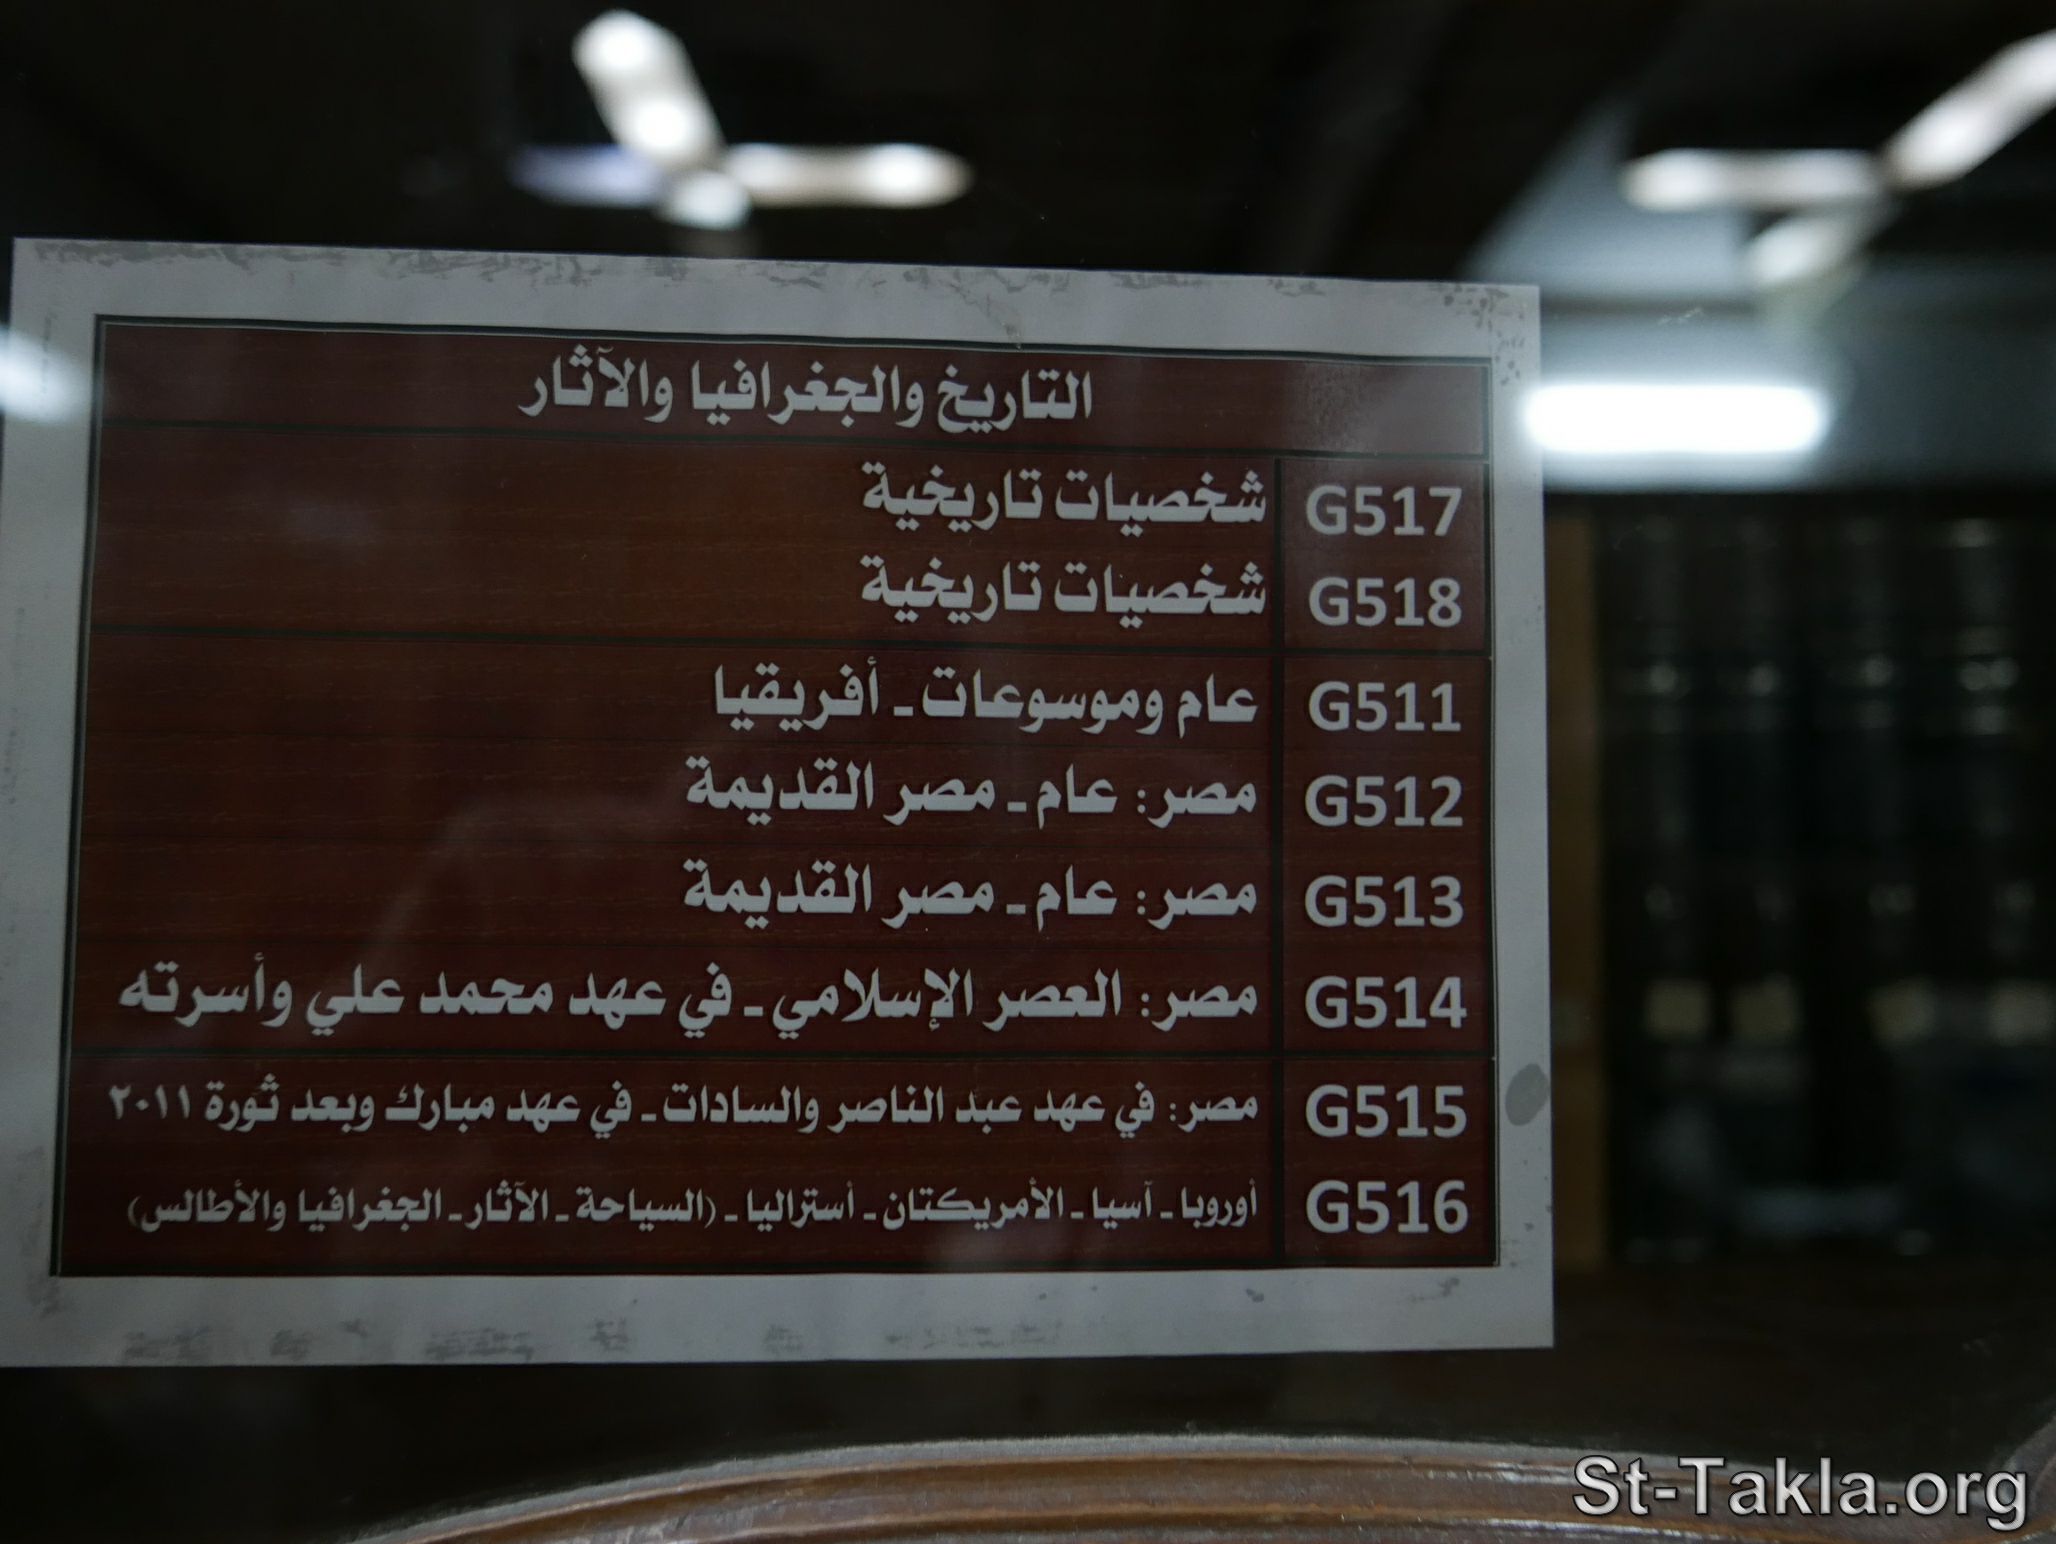 التاريخ والجغرافيا والآثار
G517 شخصيات تاريخية
G518 شخصيات تاريخية
G511 عام وموسوعات - أفريقيا
G512 مصر: عام - مصر القديمة
G513 مصر: عام - مصر القديمة
G514 مصر: العصر الإسلامي - في عهد محمد علي وأسرته
G515 مصر: في عهد عبد الناصر والسادات - في عهد مبارك وبعد ثورة ٢٠١١
G516 أوروبا - آسيا - الأمريكتان - أستراليا - (السياحة - الآثار - الجغرافيا والأطالس)
St-Takla.org